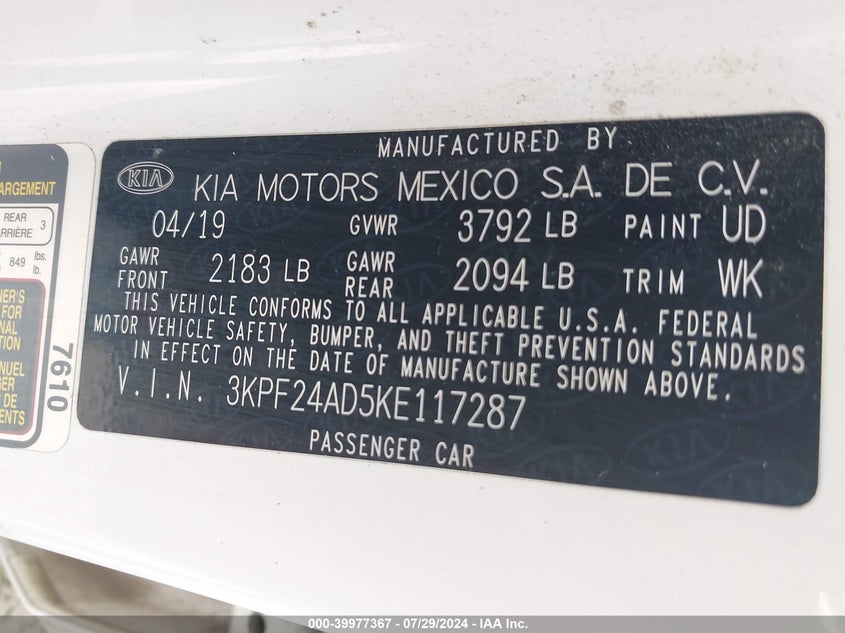 ARGEMENT
REAR
3
849 lbs.
lb.
FOR
7610
MANUFACTURED BY
KIA KIA MOTORS MEXICO S.A. DE C.V.
04/19 GVWR 3792 LB PAINT UD
GAWR FRONT 2183 LB GAWR REAR 2094 LB TRIM WK
THIS VEHICLE CONFORMS TO ALL APPLICABLE U.S.A. FEDERAL
MOTOR VEHICLE SAFETY, BUMPER, AND THEFT PREVENTION STANDARDS
IN EFFECT ON THE DATE OF MANUFACTURE SHOWN ABOVE.
V.I.N. 3KPF24AD5KE117287
PASSENGER CAR
000-39977367 - 07/29/2024 - IAA Inc.